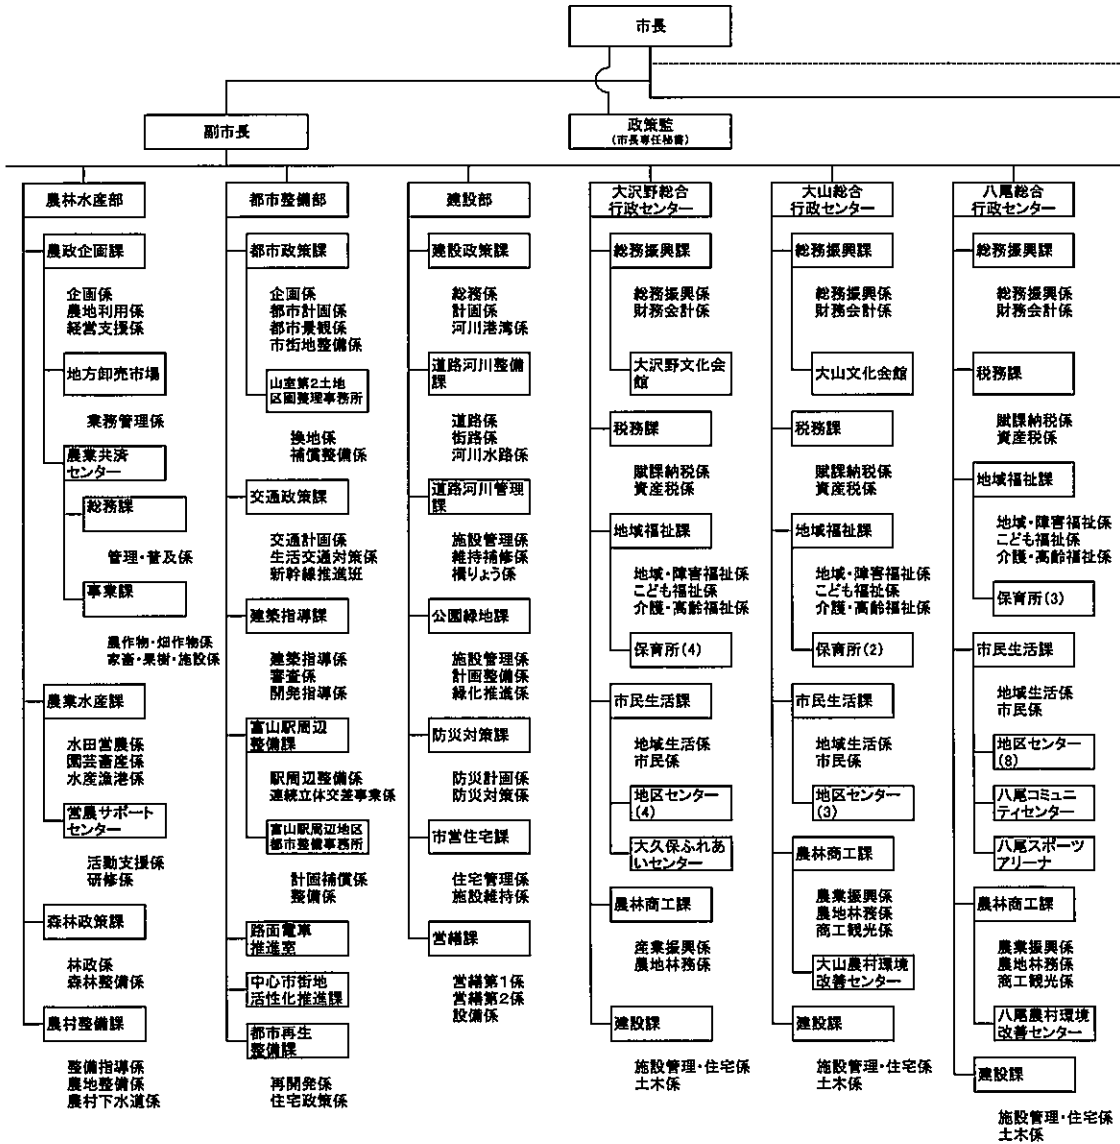 市長
副市長
政策監
(市長専任秘書)
農林水産部
農政企画課
企画係
農地利用係
経営支援係
地方卸売市場
業務管理係
農業共済
センター
総務課
管理・普及係
事業課
農作物・畑作物係
家畜・果樹・施設係
農業水産課
水田営農係
園芸畜産係
水産漁港係
営農サポート
センター
活動支援係
研修係
森林政策課
林政係
森林整備係
農村整備課
整備指導係
農地整備係
農村下水道係
都市整備部
都市政策課
企画係
都市計画係
都市景観係
市街地整備係
山室第2土地
区画整理事務所
換地係
補償整備係
交通政策課
交通計画係
生活交通対策係
新幹線推進班
建築指導課
建築指導係
審査係
開発指導係
富山駅周辺
整備課
駅周辺整備係
連続立体交差事業係
富山駅周辺地区
都市整備事務所
計画補償係
整備係
路面電車
推進室
中心市街地
活性化推進課
都市再生
整備課
再開発係
住宅政策係
建設部
建設政策課
総務係
計画係
河川港湾係
道路河川整備
課
道路係
街路係
河川水路係
道路河川管理
課
施設管理係
維持補修係
橋りょう係
公園緑地課
施設管理係
計画整備係
緑化推進係
防災対策課
防災計画係
防災対策係
市営住宅課
住宅管理係
施設維持係
営繕課
営繕第1係
営繕第2係
設備係
大沢野総合
行政センター
総務振興課
総務振興係
財務会計係
大沢野文化会
館
税務課
賦課納税係
資産税係
地域福祉課
地域・障害福祉係
こども福祉係
介護・高齢福祉係
保育所(4)
市民生活課
地域生活係
市民係
地区センター
(4)
大久保ふれあ
いセンター
農林商工課
産業振興係
農地林務係
建設課
施設管理・住宅係
土木係
大山総合
行政センター
総務振興課
総務振興係
財務会計係
大山文化会館
税務課
賦課納税係
資産税係
地域福祉課
地域・障害福祉係
こども福祉係
介護・高齢福祉係
保育所(2)
市民生活課
地域生活係
市民係
地区センター
(3)
農林商工課
農業振興係
農地林務係
商工観光係
大山農村環境
改善センター
建設課
施設管理・住宅係
土木係
八尾総合
行政センター
総務振興課
総務振興係
財務会計係
税務課
賦課納税係
資産税係
地域福祉課
地域・障害福祉係
こども福祉係
介護・高齢福祉係
保育所(3)
市民生活課
地域生活係
市民係
地区センター
(8)
八尾コミュニ
ティセンター
八尾スポーツ
アリーナ
農林商工課
農業振興係
農地林務係
商工観光係
八尾農村環境
改善センター
建設課
施設管理・住宅係
土木係